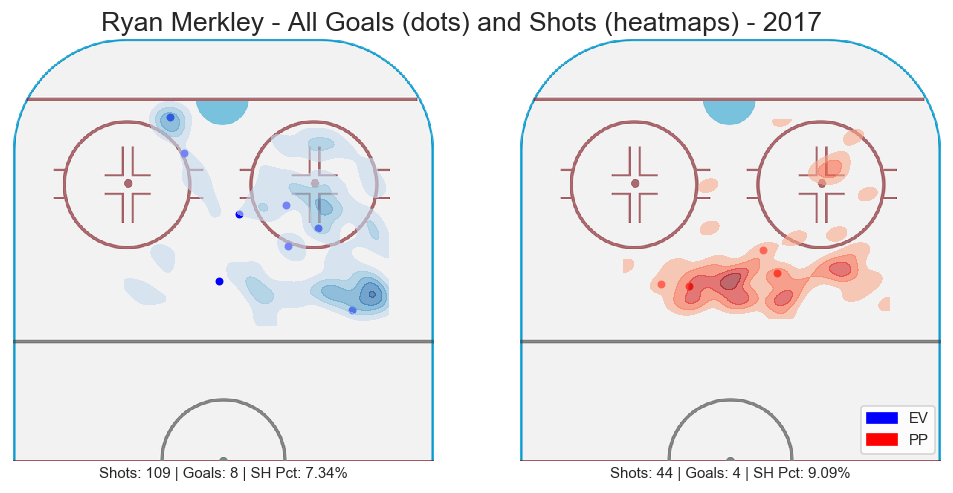 Ryan Merkley - All Goals (dots) and Shots (heatmaps) - 2017
EV
PP
Shots: 109 | Goals: 8 | SH Pct: 7.34%
Shots: 44 | Goals: 4 | SH Pct: 9.09%